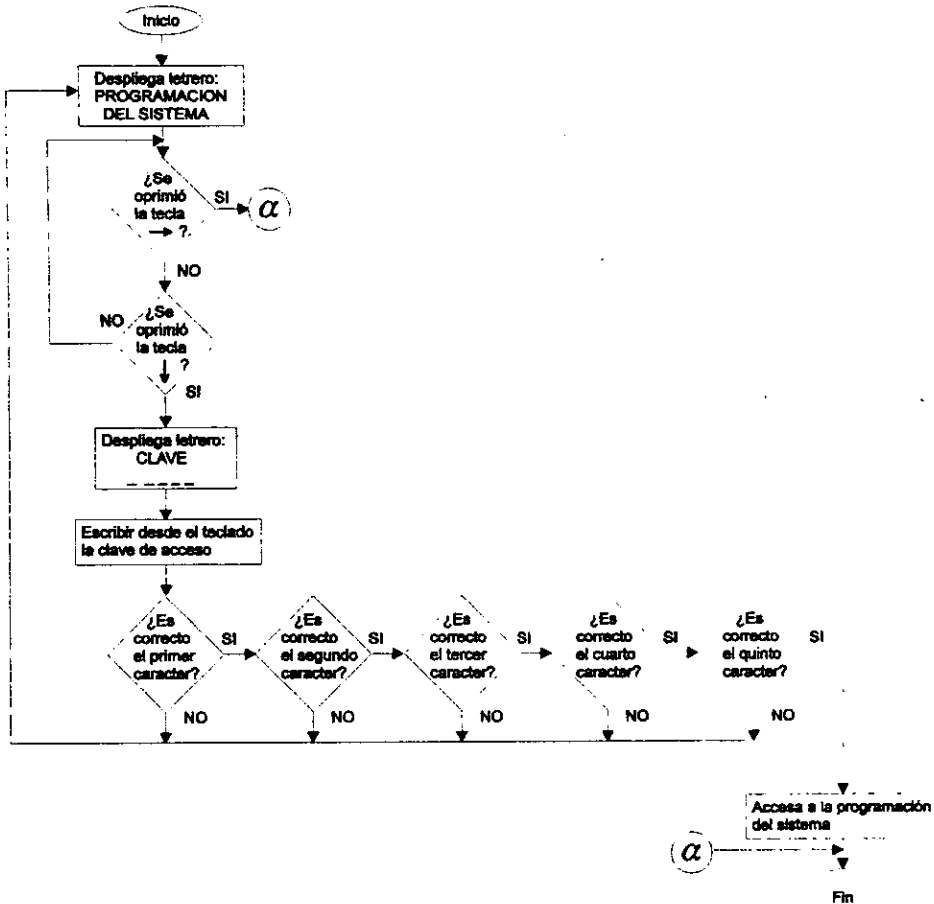 Inicio
Despliega letrero:
PROGRAMACION
DEL SISTEMA
¿Se
oprimió
la tecla
→ ?
SI
α
NO
¿Se
oprimió
la tecla
↓ ?
NO
SI
Despliega letrero:
CLAVE
_ _ _ _ _
Escribir desde el teclado
la clave de acceso
¿Es
correcto
el primer
caracter?
SI
NO
¿Es
correcto
el segundo
caracter?
SI
NO
¿Es
correcto
el tercer
caracter?
SI
NO
¿Es
correcto
el cuarto
caracter?
SI
NO
¿Es
correcto
el quinto
caracter?
SI
NO
Accesa a la programación
del sistema
α
Fin